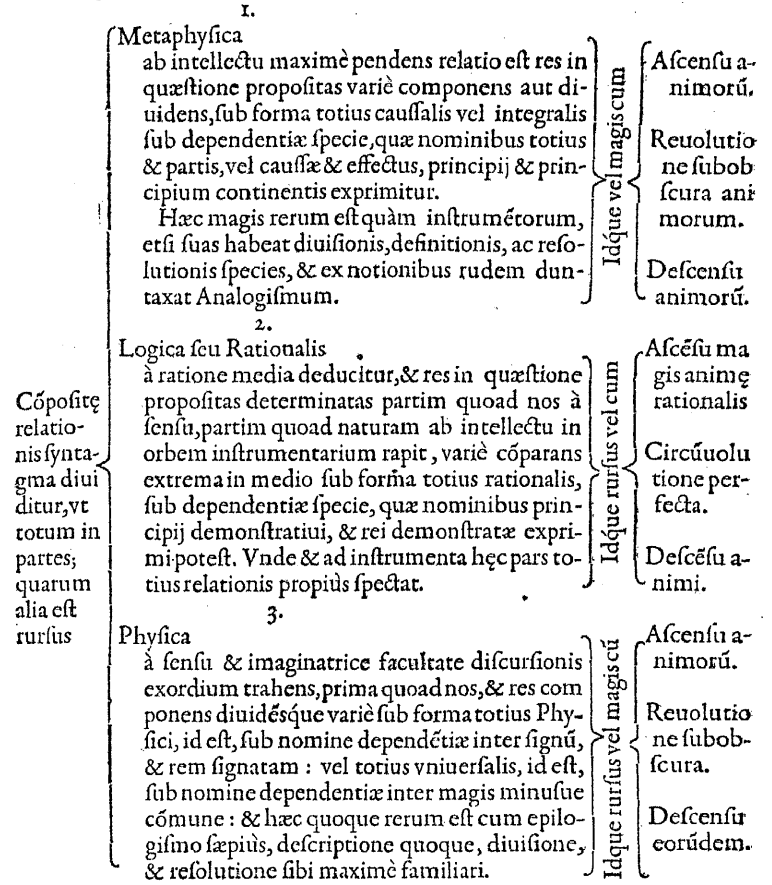 Cōpoſitę
relatio-
nis ſynta-
gma diui
ditur, vt
totum in
partes;
quarum
alia eſt
rurſus
1.
Metaphyſica
ab intellectu maximè pendens relatio eſt res in
quæſtione propoſitas variè componens aut di-
uidens, ſub forma totius cauſſalis vel integralis
ſub dependentiæ ſpecie, quæ nominibus totius
& partis, vel cauſſæ & effectus, principij & prin-
cipium continentis exprimitur.
Hæc magis rerum eſt quàm inſtrumētorum,
etſi ſuas habeat diuiſionis, definitionis, ac reſo-
lutionis ſpecies, & ex notionibus rudem dun-
taxat Analogiſmum.
Idq́ue vel magis cum
Aſcenſu a-
nimorū.
Reuolutio
ne ſubob
ſcura ani
morum.
Deſcenſu
animorū.
2.
Logica ſeu Rationalis
à ratione media deducitur, & res in quæſtione
propoſitas determinatas partim quoad nos à
ſenſu, partim quoad naturam ab intellectu in
orbem inſtrumentarium rapit, variè cōparans
extrema in medio ſub forma totius rationalis,
ſub dependentiæ ſpecie, quæ nominibus prin-
cipij demonſtratiui, & rei demonſtratæ expri-
mi poteſt. Vnde & ad inſtrumenta hęc pars to-
tius relationis propiùs ſpectat.
Idq́ue rurſus vel cum
Aſcēſu ma
gis animę
rationalis
Circūuolu
tione per-
fecta.
Deſcēſu a-
nimi.
3.
Phyſica
à ſenſu & imaginatrice facultate diſcurſionis
exordium trahens, prima quoad nos, & res com
ponens diuidēsq́ue variè ſub forma totius Phy-
ſici, id eſt, ſub nomine dependētiæ inter ſignū,
& rem ſignatam : vel totius vniuerſalis, id eſt,
ſub nomine dependentiæ inter magis minuſue
cōmune : & hæc quoque rerum eſt cum epilo-
giſmo ſæpiùs, deſcriptione quoque, diuiſione,
& reſolutione ſibi maximè familiari.
Idque rurſus vel magis cū
Aſcenſu a-
nimorū.
Reuolutio
ne ſubob-
ſcura.
Deſcenſu
eorūdem.